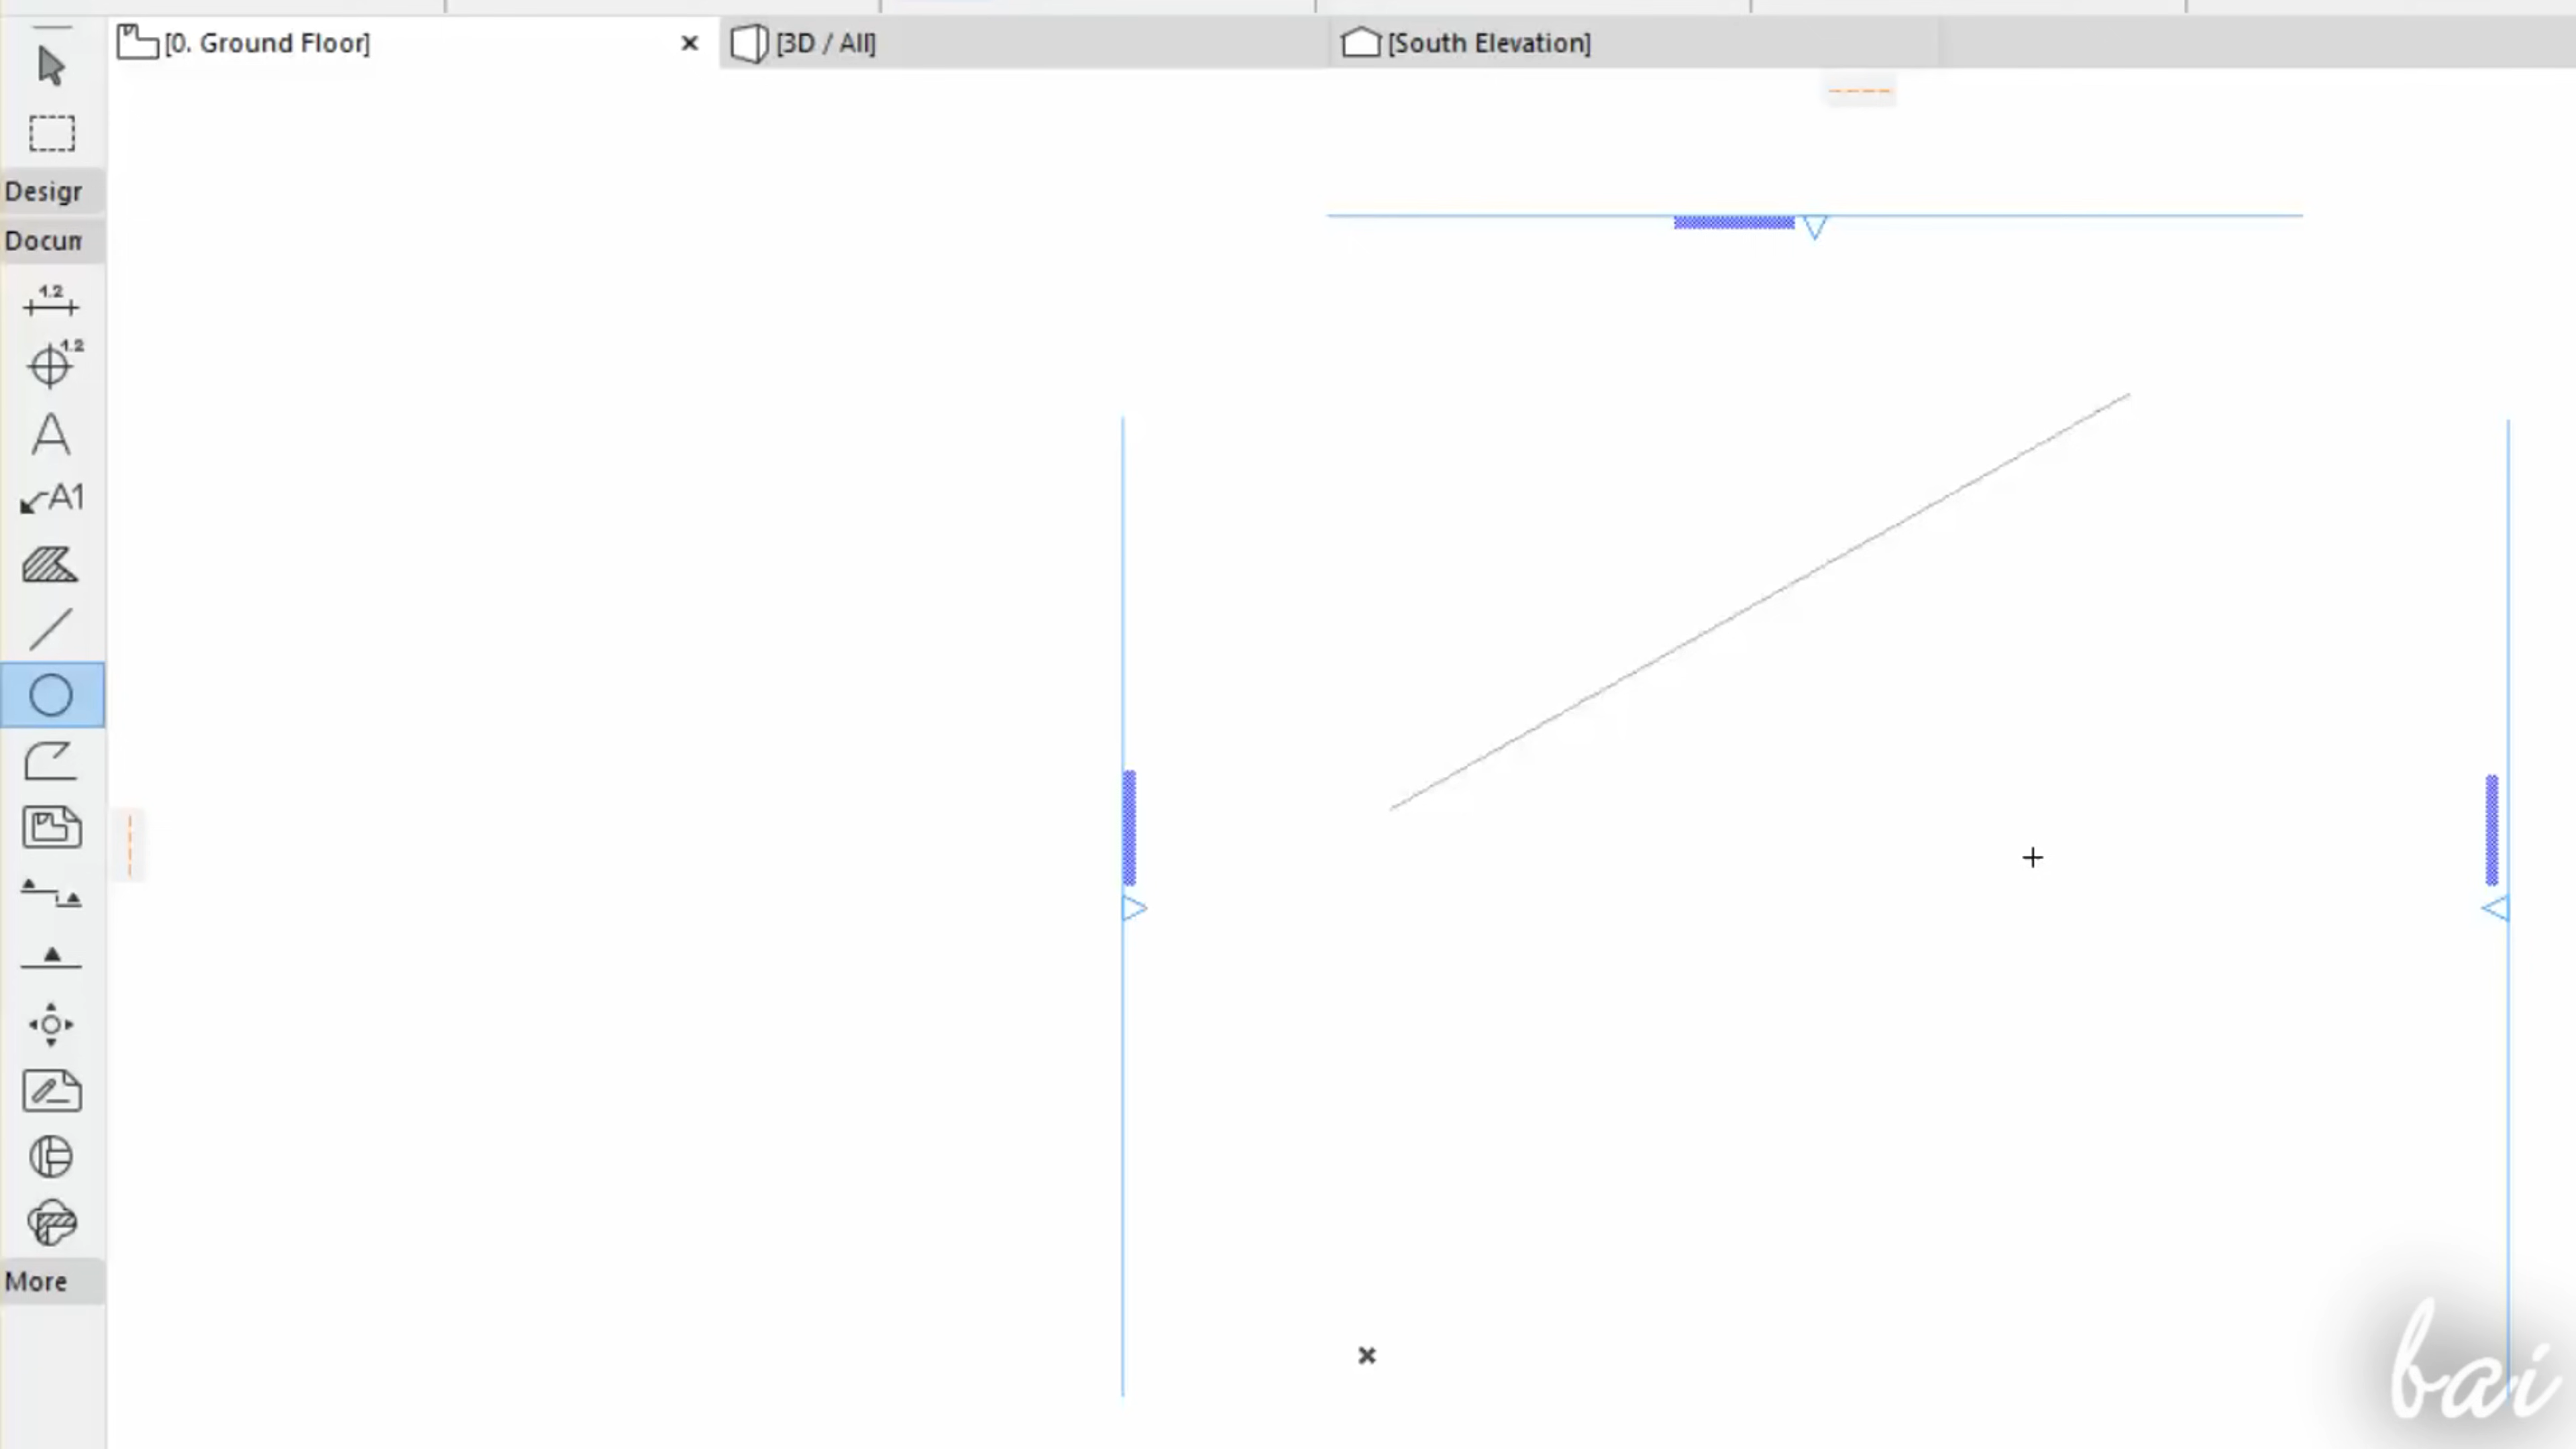 [0. Ground Floor]
[3D / All]
[South Elevation]
Desigr
Docum
1.2
1.2
A
A1
More
bai